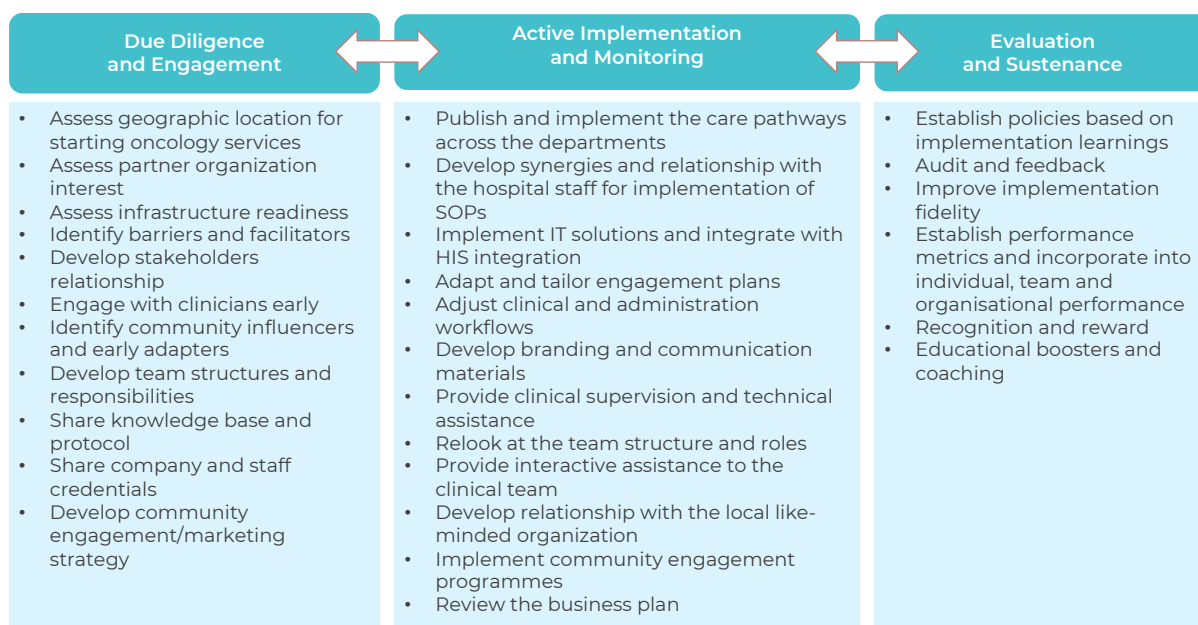 Due Diligence
and Engagement
• Assess geographic location for
starting oncology services
• Assess partner organization
interest
• Assess infrastructure readiness
• Identify barriers and facilitators
• Develop stakeholders
relationship
• Engage with clinicians early
• Identify community influencers
and early adapters
• Develop team structures and
responsibilities
• Share knowledge base and
protocol
• Share company and staff
credentials
• Develop community
engagement/marketing
strategy
Active Implementation
and Monitoring
• Publish and implement the care pathways
across the departments
• Develop synergies and relationship with
the hospital staff for implementation of
SOPs
• Implement IT solutions and integrate with
HIS integration
• Adapt and tailor engagement plans
• Adjust clinical and administration
workflows
• Develop branding and communication
materials
• Provide clinical supervision and technical
assistance
• Relook at the team structure and roles
• Provide interactive assistance to the
clinical team
• Develop relationship with the local like-
minded organization
• Implement community engagement
programmes
• Review the business plan
Evaluation
and Sustenance
• Establish policies based on
implementation learnings
• Audit and feedback
• Improve implementation
fidelity
• Establish performance
metrics and incorporate into
individual, team and
organisational performance
• Recognition and reward
• Educational boosters and
coaching